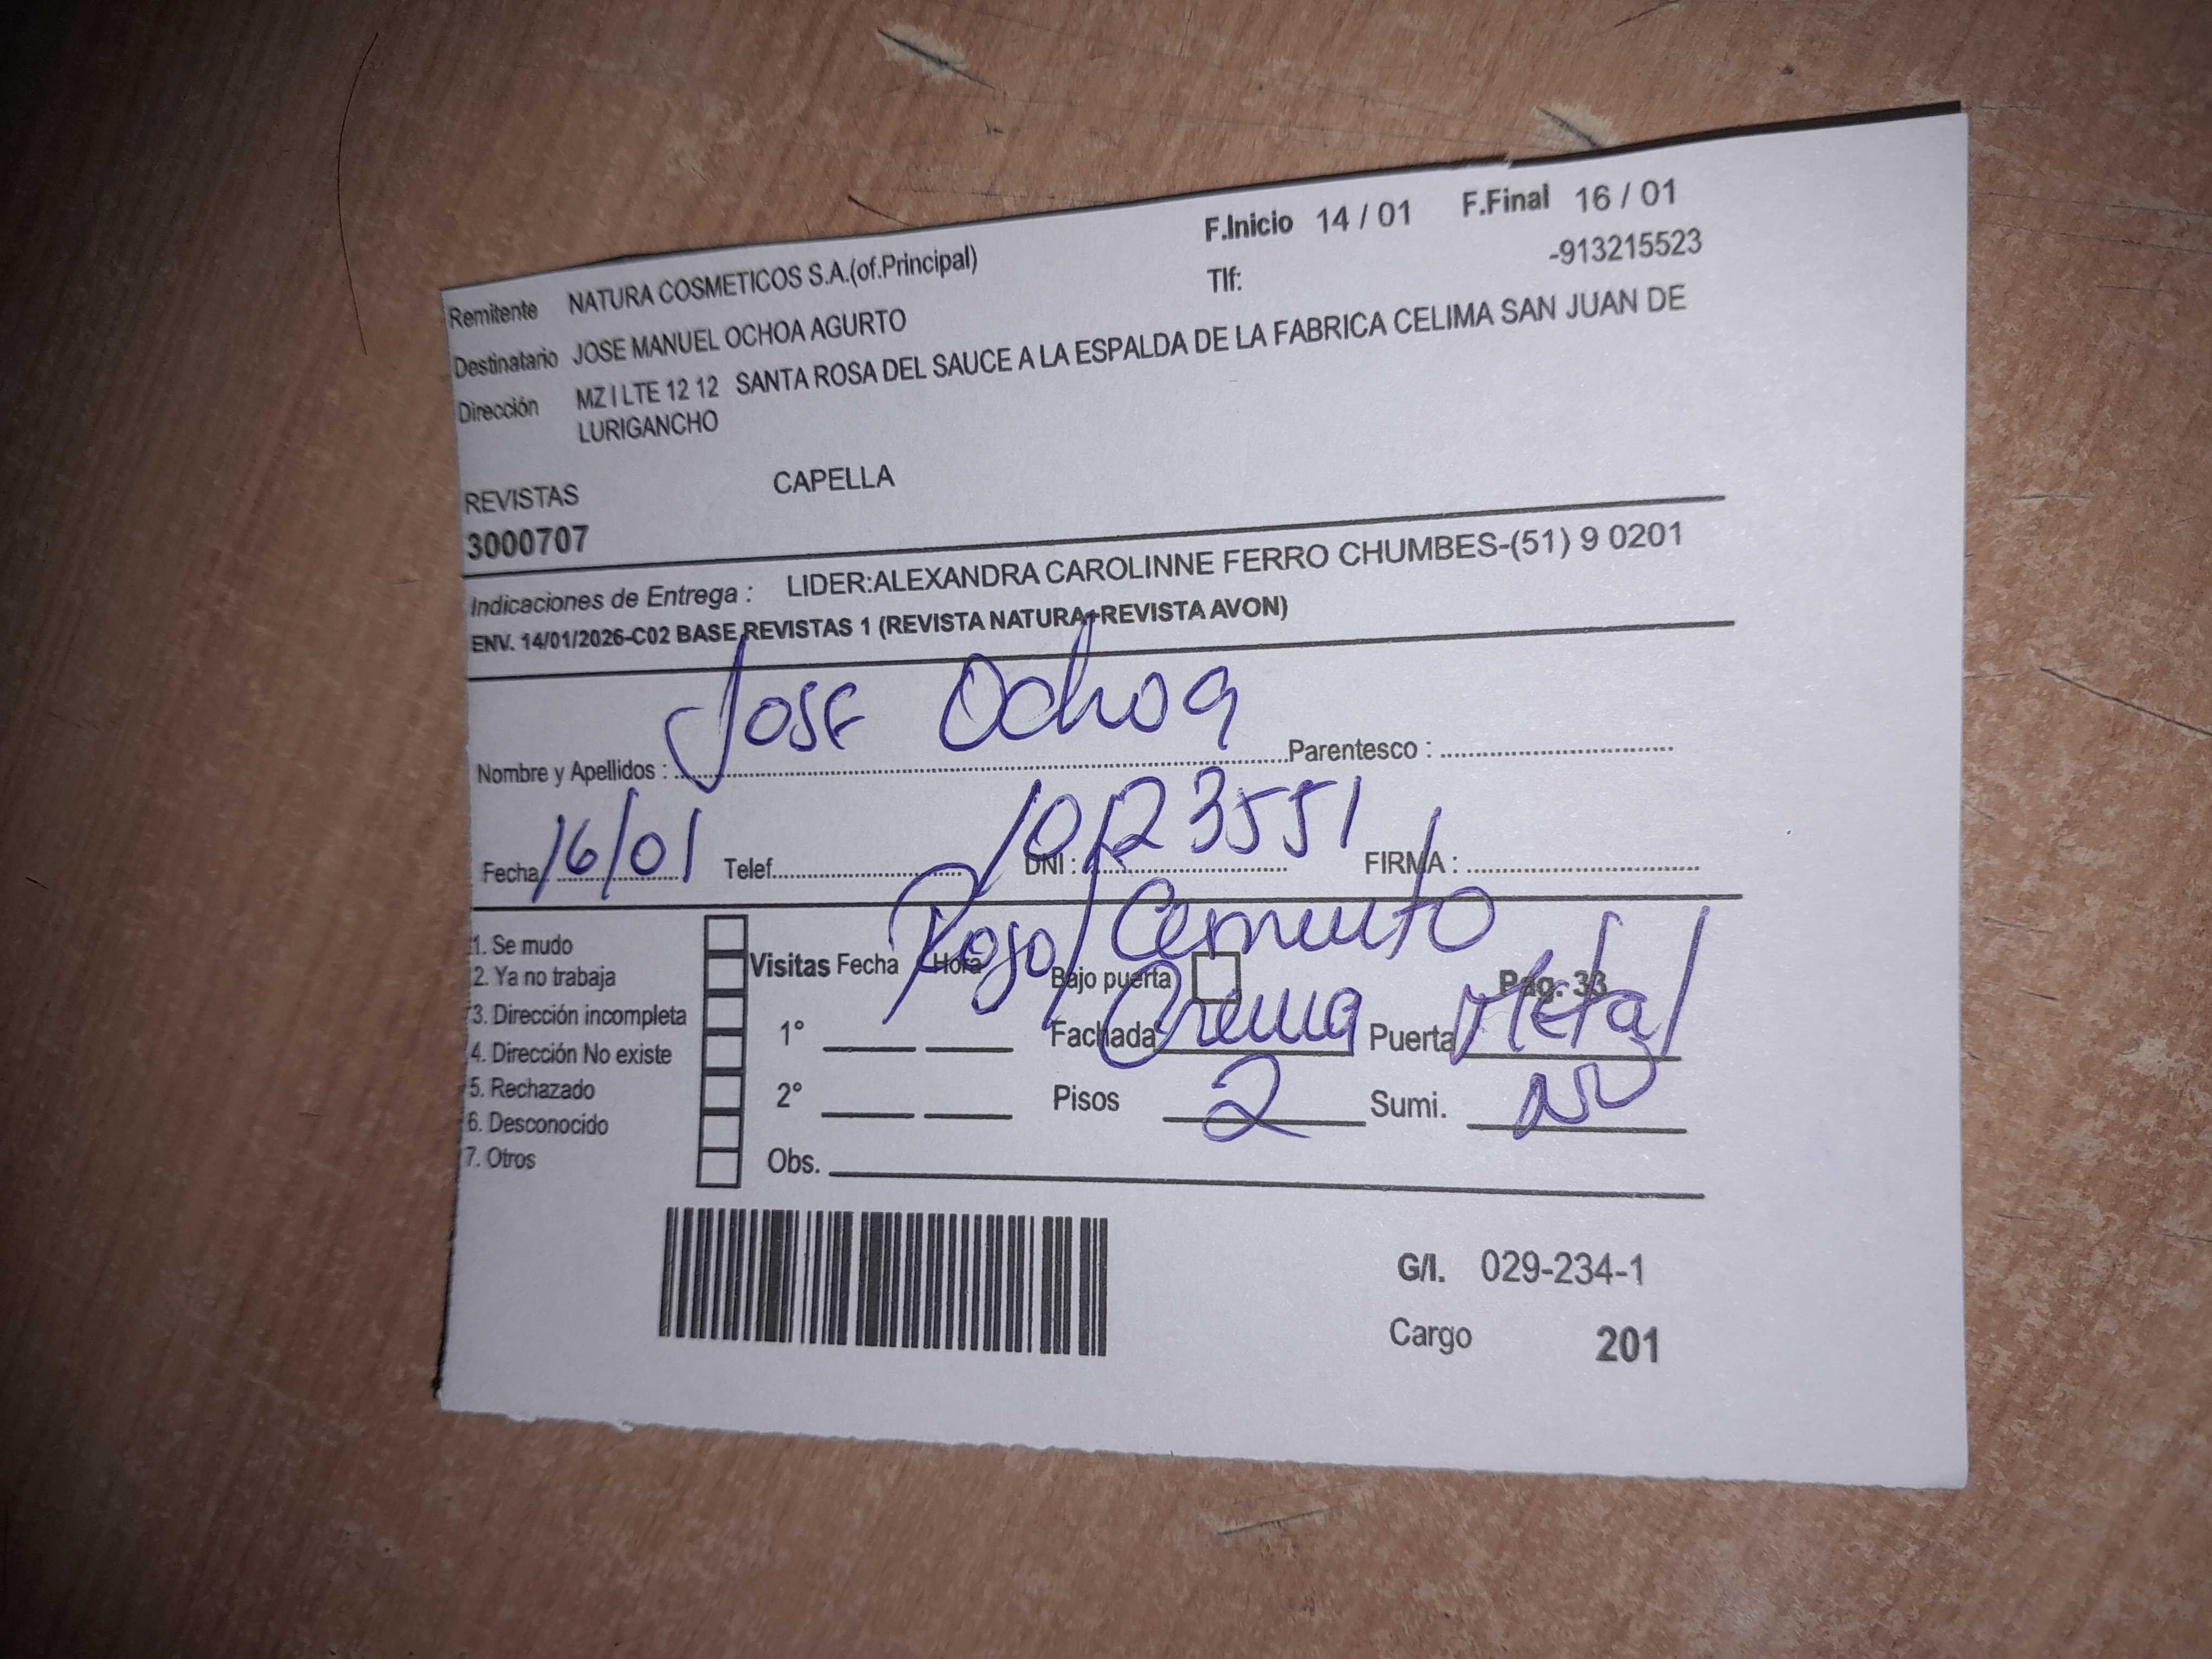 F.Inicio 14 / 01 F.Final 16 / 01
Remitente NATURA COSMETICOS S.A.(of.Principal) Tlf: -913215523
Destinatario JOSE MANUEL OCHOA AGURTO
Dirección MZ I LTE 12 12 SANTA ROSA DEL SAUCE A LA ESPALDA DE LA FABRICA CELIMA SAN JUAN DE
LURIGANCHO
REVISTAS CAPELLA
3000707
Indicaciones de Entrega : LIDER:ALEXANDRA CAROLINNE FERRO CHUMBES-(51) 9 0201
ENV. 14/01/2026-C02 BASE REVISTAS 1 (REVISTA NATURA+REVISTA AVON)
Nombre y Apellidos : Jose Ochoa Parentesco :
Fecha 16/01 Telef. DNI : FIRMA :
Rojo/Cemento
1. Se mudo
2. Ya no trabaja Visitas Fecha Hora Bajo puerta Pag. 33
3. Dirección incompleta 1° Fachada Crema Puerta Metal
4. Dirección No existe
5. Rechazado 2° Pisos 2 Sumi.
6. Desconocido
7. Otros Obs.
G/I. 029-234-1
Cargo 201